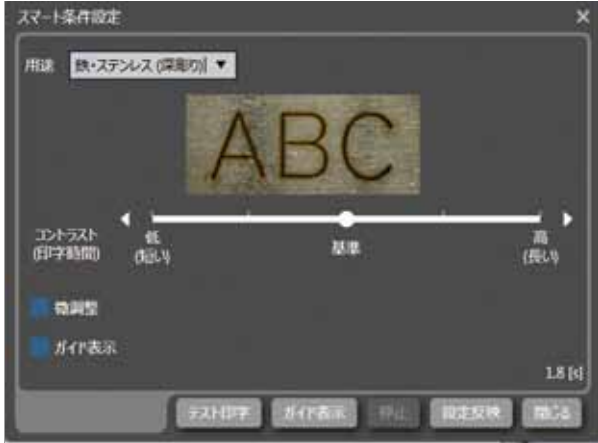 スマート条件設定
用途 鉄・ステンレス (深彫り)
ABC
コントラスト
(印字時間)
低
(短い)
基準
高
(長い)
微調整
ガイド表示
1.8 [s]
テスト印字 ガイド表示 停止 設定反映 閉じる